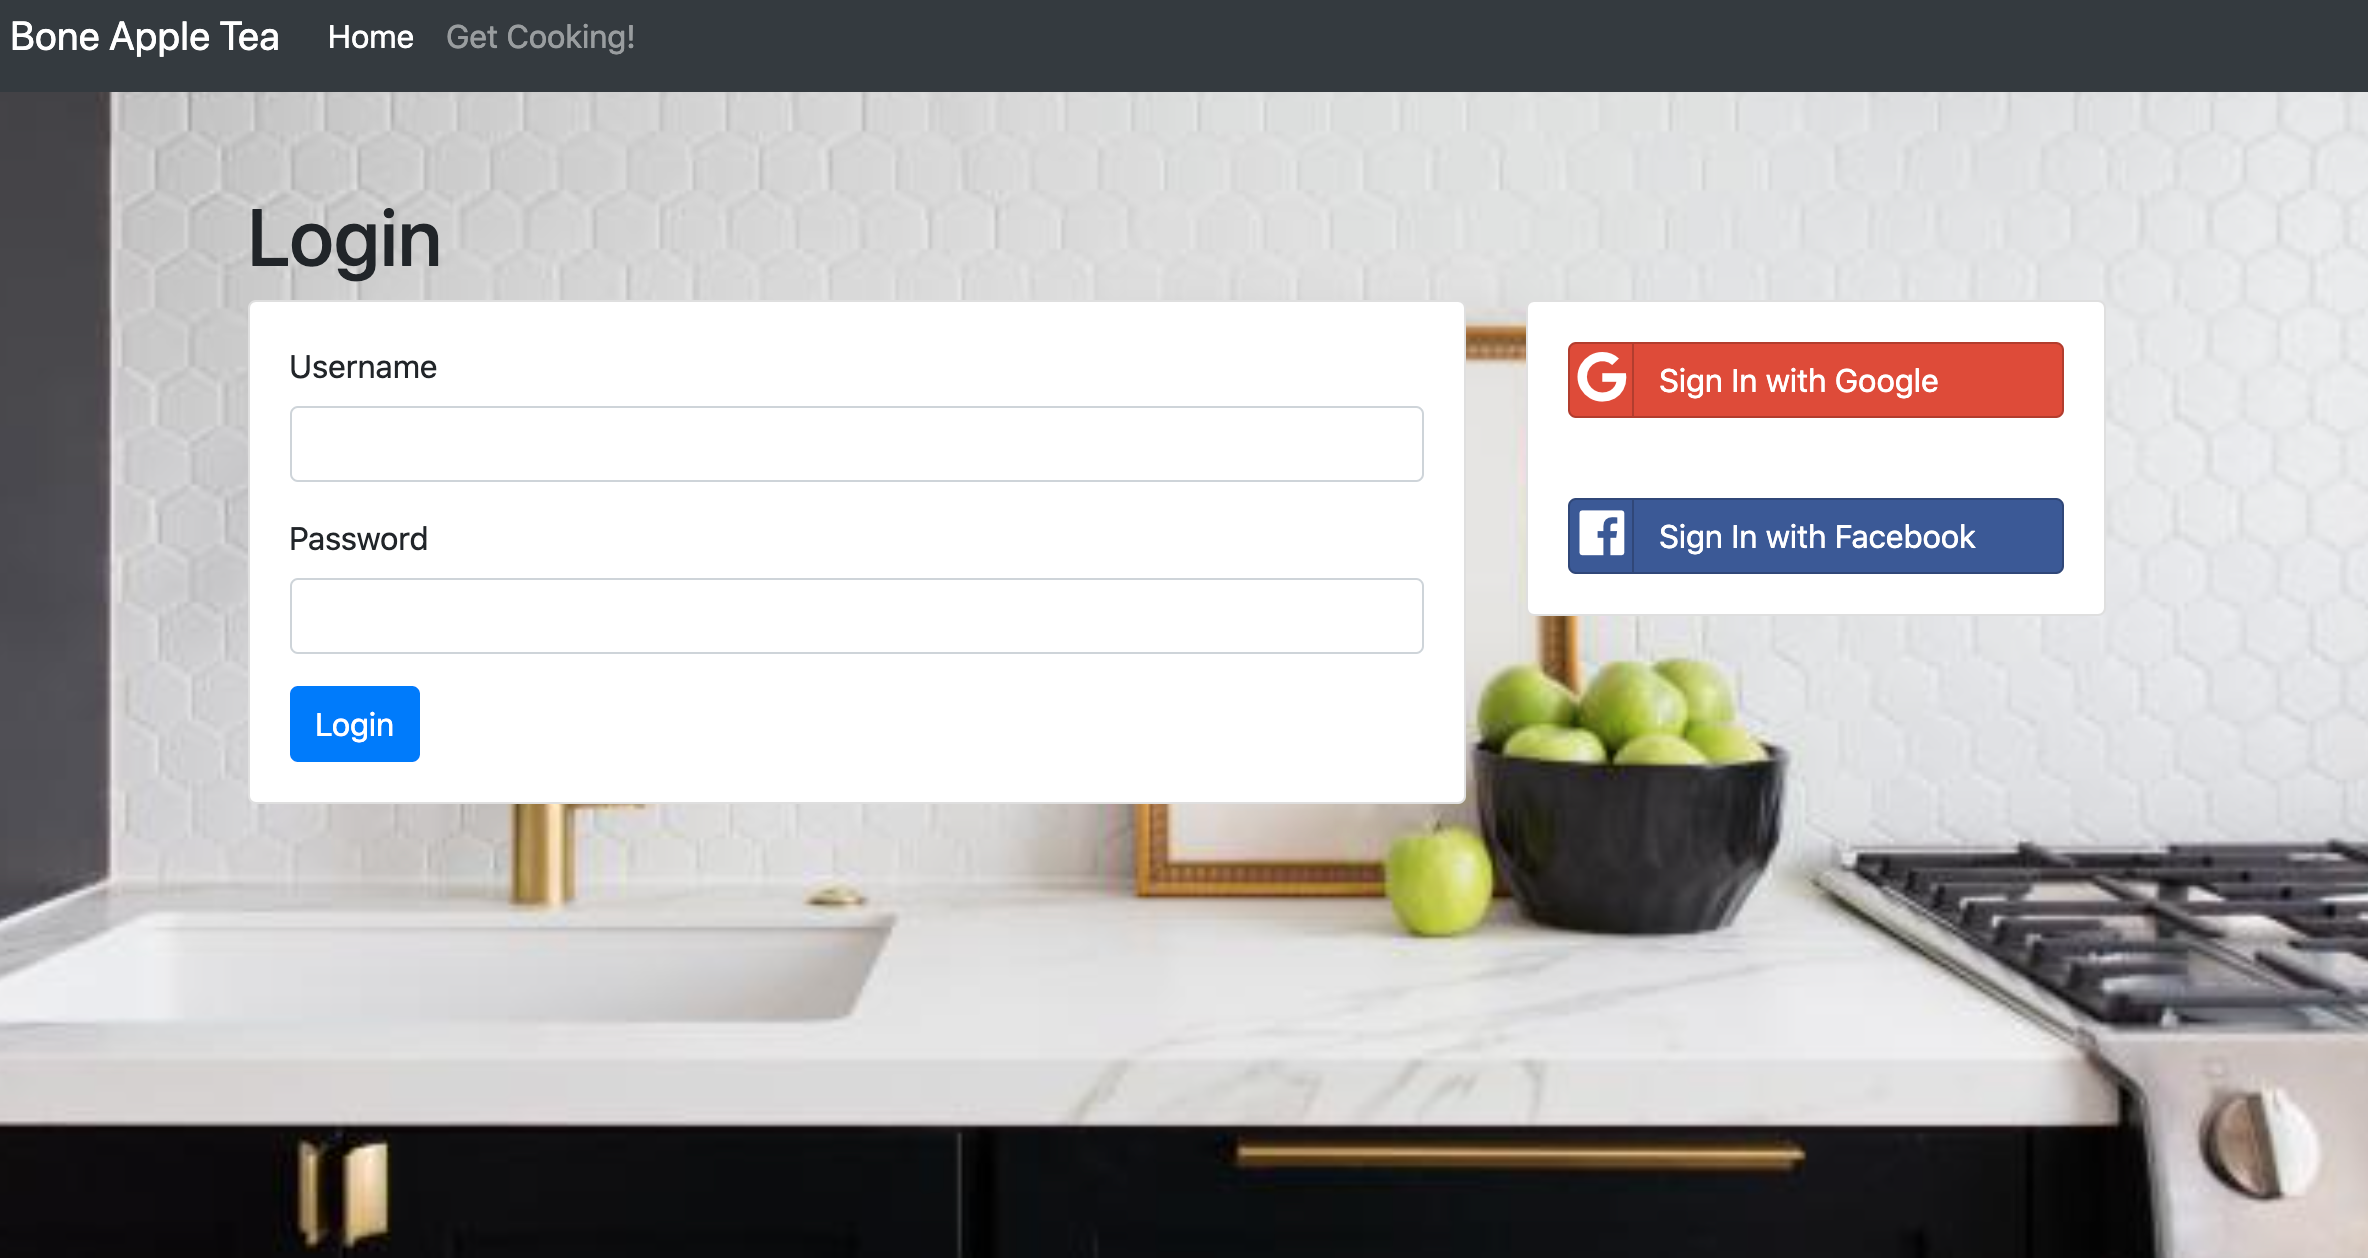 Bone Apple Tea Home Get Cooking!
Login
Username
Password
Login
Sign In with Google
Sign In with Facebook